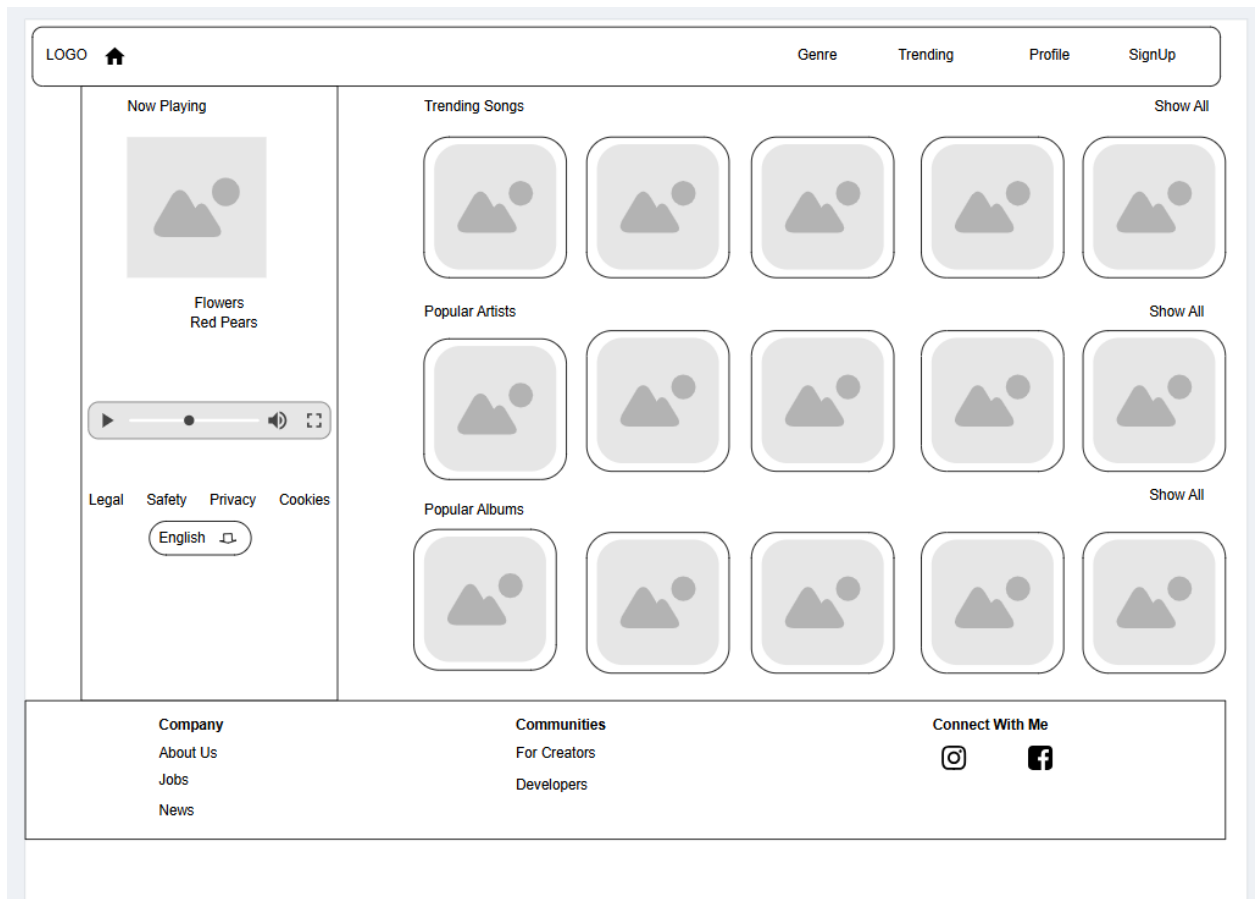 LOGO Genre Trending Profile SignUp
Now Playing
Flowers
Red Pears
Legal Safety Privacy Cookies
English
Trending Songs Show All
Popular Artists Show All
Popular Albums Show All
Company
About Us
Jobs
News
Communities
For Creators
Developers
Connect With Me